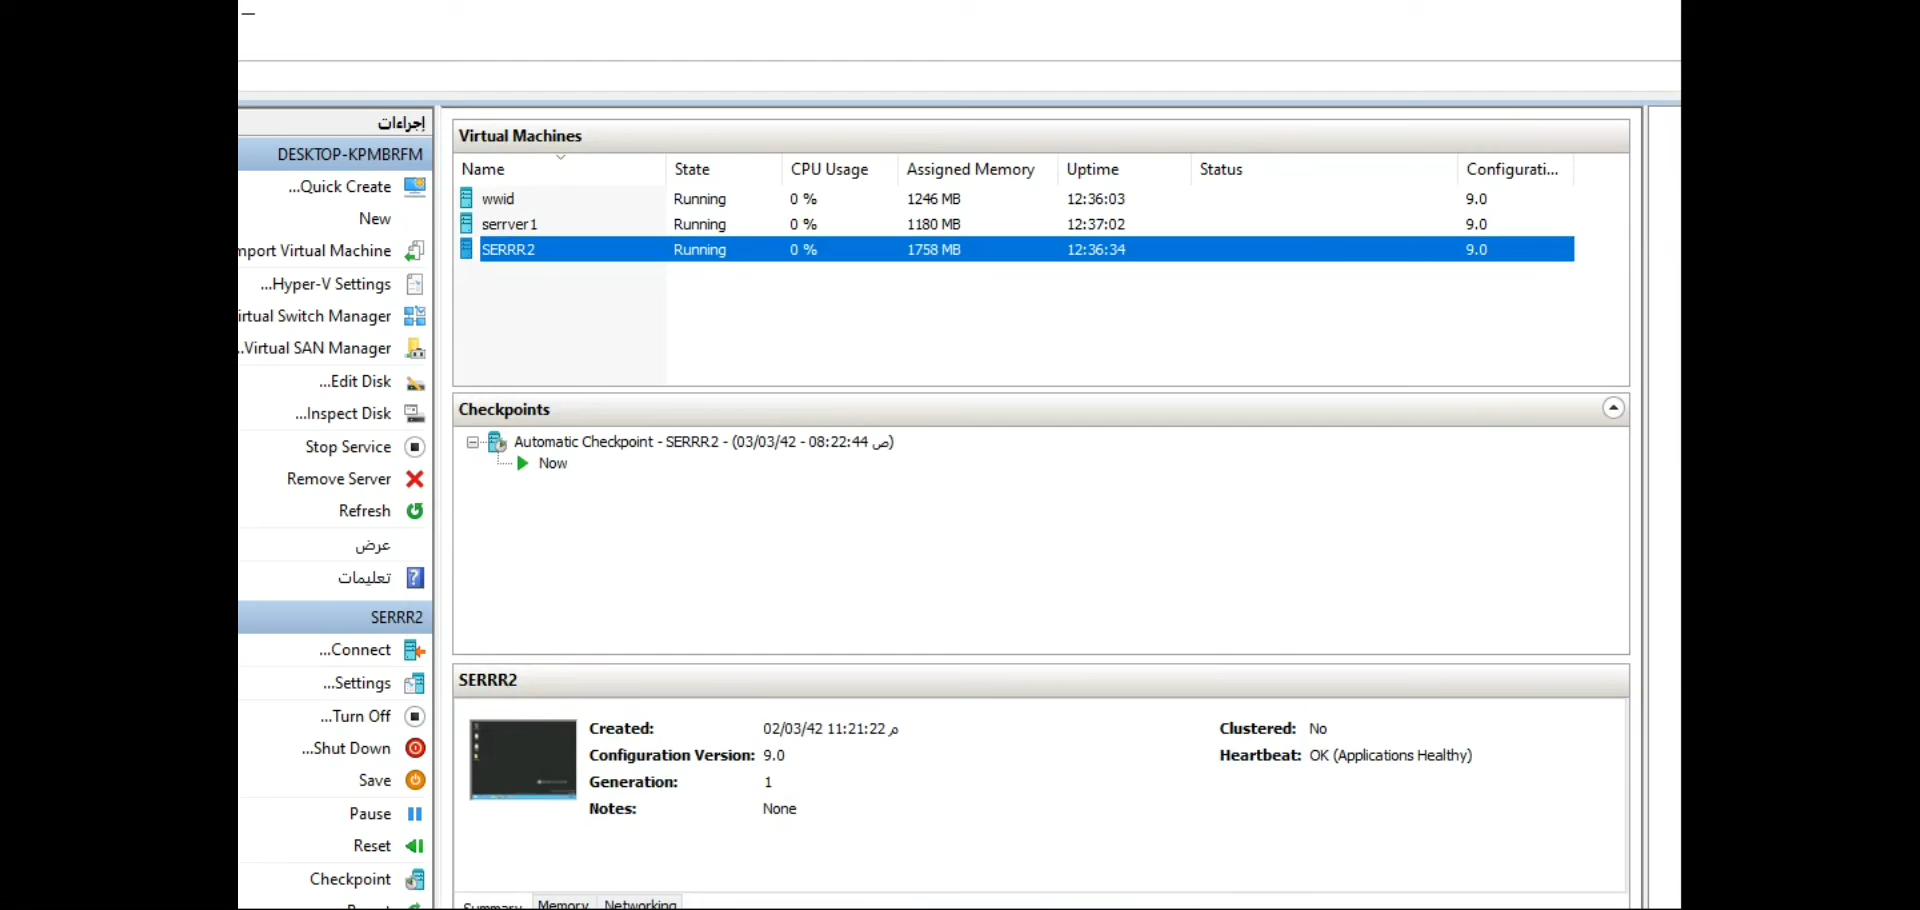 إجراءات
DESKTOP-KPMBRFM
...Quick Create
New
mport Virtual Machine
...Hyper-V Settings
irtual Switch Manager
..Virtual SAN Manager
...Edit Disk
...Inspect Disk
Stop Service
Remove Server
Refresh
عرض
تعليمات
SERRR2
...Connect
...Settings
...Turn Off
...Shut Down
Save
Pause
Reset
Checkpoint
Virtual Machines
Name State CPU Usage Assigned Memory Uptime Status Configurati...
wwid Running 0 % 1246 MB 12:36:03 9.0
serrver1 Running 0 % 1180 MB 12:37:02 9.0
SERRR2 Running 0 % 1758 MB 12:36:34 9.0
Checkpoints
Automatic Checkpoint - SERRR2 - (03/03/42 - 08:22:44 ص)
Now
SERRR2
Created: 02/03/42 11:21:22 م Clustered: No
Configuration Version: 9.0 Heartbeat: OK (Applications Healthy)
Generation: 1
Notes: None
Summary Memory Networking